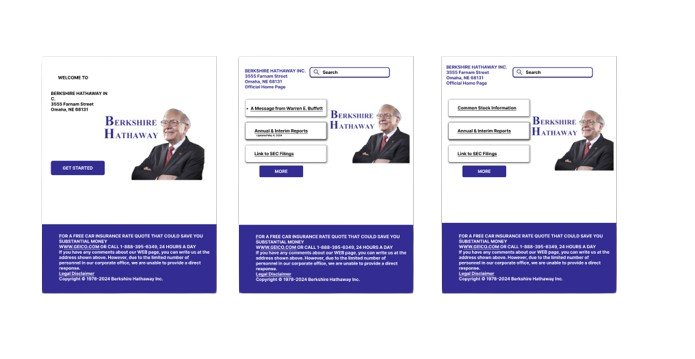 WELCOME TO
BERKSHIRE HATHAWAY IN
C.
3555 Farnam Street
Omaha, NE 68131
BERKSHIRE
HATHAWAY
GET STARTED
FOR A FREE CAR INSURANCE RATE QUOTE THAT COULD SAVE YOU
SUBSTANTIAL MONEY
WWW.GEICO.COM OR CALL 1-888-395-6349, 24 HOURS A DAY
If you have any comments about our WEB page, you can write us at the
address shown above. However, due to the limited number of
personnel in our corporate office, we are unable to provide a direct
response.
Legal Disclaimer
Copyright © 1978-2024 Berkshire Hathaway Inc.
BERKSHIRE HATHAWAY INC.
3555 Farnam Street
Omaha, NE 68131
Official Home Page
Search
• A Message from Warren E. Buffett
Annual & Interim Reports
BERKSHIRE
HATHAWAY
Link to SEC Filings
MORE
FOR A FREE CAR INSURANCE RATE QUOTE THAT COULD SAVE YOU
SUBSTANTIAL MONEY
WWW.GEICO.COM OR CALL 1-888-395-6349, 24 HOURS A DAY
If you have any comments about our WEB page, you can write us at the
address shown above. However, due to the limited number of
personnel in our corporate office, we are unable to provide a direct
response.
Legal Disclaimer
Copyright © 1978-2024 Berkshire Hathaway Inc.
BERKSHIRE HATHAWAY INC.
3555 Farnam Street
Omaha, NE 68131
Official Home Page
Search
Common Stock Information
Annual & Interim Reports
BERKSHIRE
HATHAWAY
Link to SEC Filings
MORE
FOR A FREE CAR INSURANCE RATE QUOTE THAT COULD SAVE YOU
SUBSTANTIAL MONEY
WWW.GEICO.COM OR CALL 1-888-395-6349, 24 HOURS A DAY
If you have any comments about our WEB page, you can write us at the
address shown above. However, due to the limited number of
personnel in our corporate office, we are unable to provide a direct
response.
Legal Disclaimer
Copyright © 1978-2024 Berkshire Hathaway Inc.